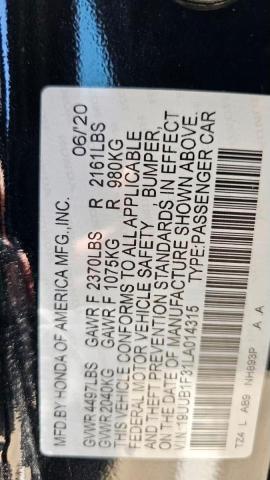 MFD.BY HONDA OF AMERICA MFG.,INC. 06/'20
GVWR 4497LBS GAWR F 2370LBS R 2161LBS
GVWR 2040KG GAWR F 1075KG R 980KG
THIS VEHICLE CONFORMS TO ALL APPLICABLE
FEDERAL MOTOR VEHICLE SAFETY BUMPER,
AND THEFT PREVENTION STANDARDS IN EFFECT
ON THE DATE OF MANUFACTURE SHOWN ABOVE.
VIN:19UUB1F31LA014315 TYPE:PASSENGER CAR
TZ4 L AB9 NH893P A A